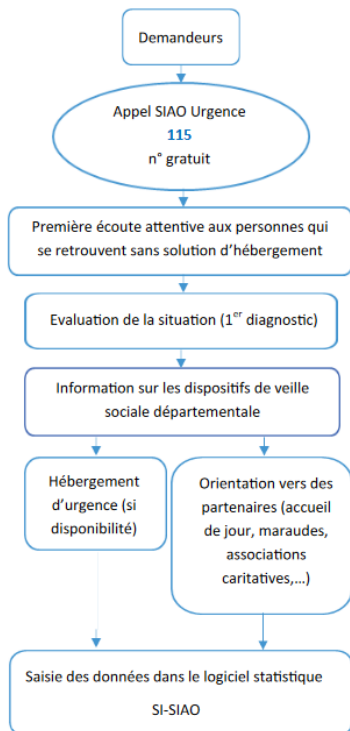 Demandeurs
Appel SIAO Urgence
115
n° gratuit
Première écoute attentive aux personnes qui
se retrouvent sans solution d’hébergement
Evaluation de la situation (1er diagnostic)
Information sur les dispositifs de veille
sociale départementale
Hébergement
d’urgence (si
disponibilité)
Orientation vers des
partenaires (accueil
de jour, maraudes,
associations
caritatives,…)
Saisie des données dans le logiciel statistique
SI-SIAO